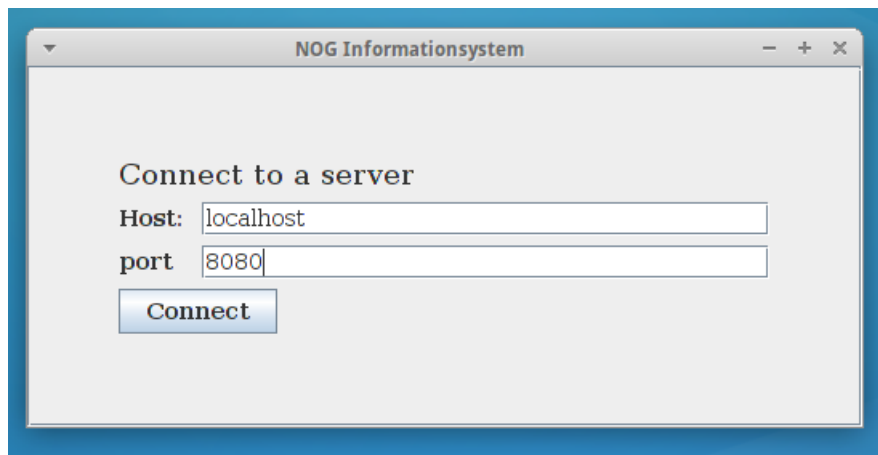 NOG Informationsystem
Connect to a server
Host: localhost
port 8080
Connect